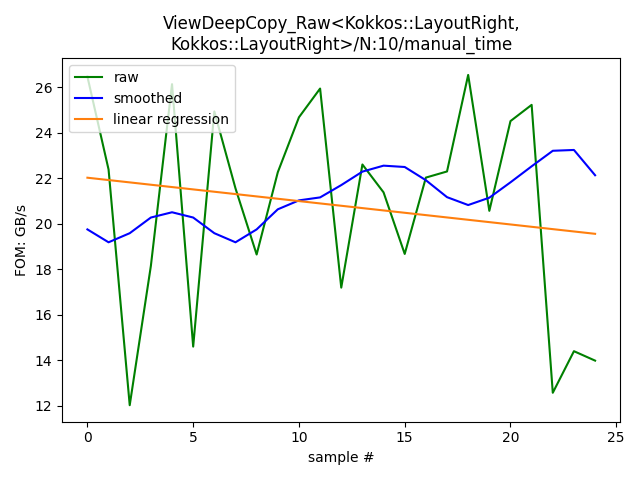 ViewDeepCopy_Raw<Kokkos::LayoutRight,
Kokkos::LayoutRight>/N:10/manual_time
raw
smoothed
linear regression
FOM: GB/s
26
24
22
20
18
16
14
12
0
5
10
15
20
25
sample #